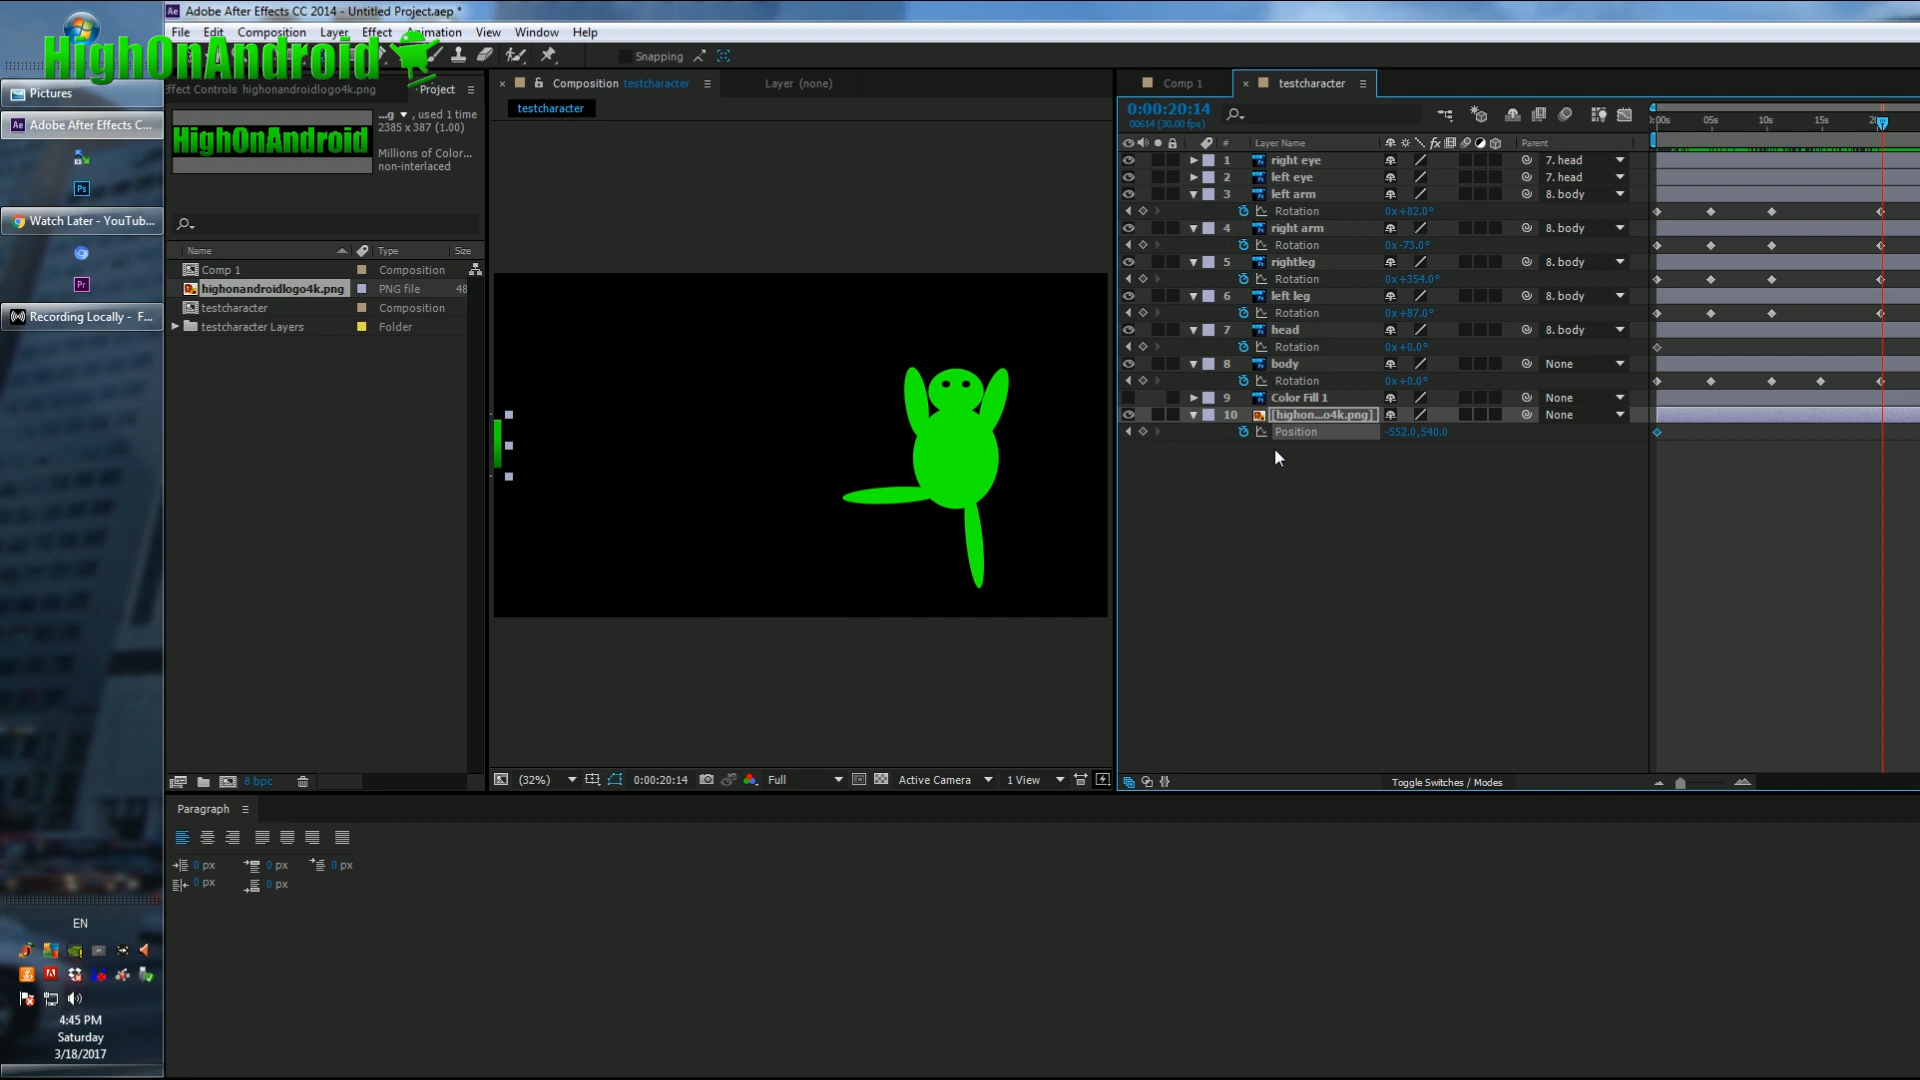 Adobe After Effects CC 2014 - Untitled Project.aep *
File Edit Composition Layer Effect Animation View Window Help
HighOnAndroid
Snapping
Pictures
Adobe After Effects C...
Watch Later - YouTub...
Recording Locally - F...
Effect Controls highonandroidlogo4k.png
Project
HighOnAndroid
...g ▼ , used 1 time
2385 x 387 (1.00)
Millions of Color...
non-interlaced
Name Type Size
Comp 1 Composition
highonandroidlogo4k.png PNG file 48
testcharacter Composition
testcharacter Layers Folder
8 bpc
Composition testcharacter
Layer (none)
testcharacter
(32%) 0:00:20:14 Full Active Camera 1 View
Comp 1
testcharacter
0:00:20:14
00614 (30.00 fps)
# Layer Name Parent
1 right eye 7. head
2 left eye 7. head
3 left arm 8. body
Rotation 0x+82.0°
4 right arm 8. body
Rotation 0x-73.0°
5 rightleg 8. body
Rotation 0x+354.0°
6 left leg 8. body
Rotation 0x+87.0°
7 head 8. body
Rotation 0x+0.0°
8 body None
Rotation 0x+0.0°
9 Color Fill 1 None
10 [highon...o4k.png] None
Position -552.0,540.0
05s 10s 15s
Toggle Switches / Modes
Paragraph
0 px 0 px 0 px
0 px 0 px
EN
4:45 PM
Saturday
3/18/2017